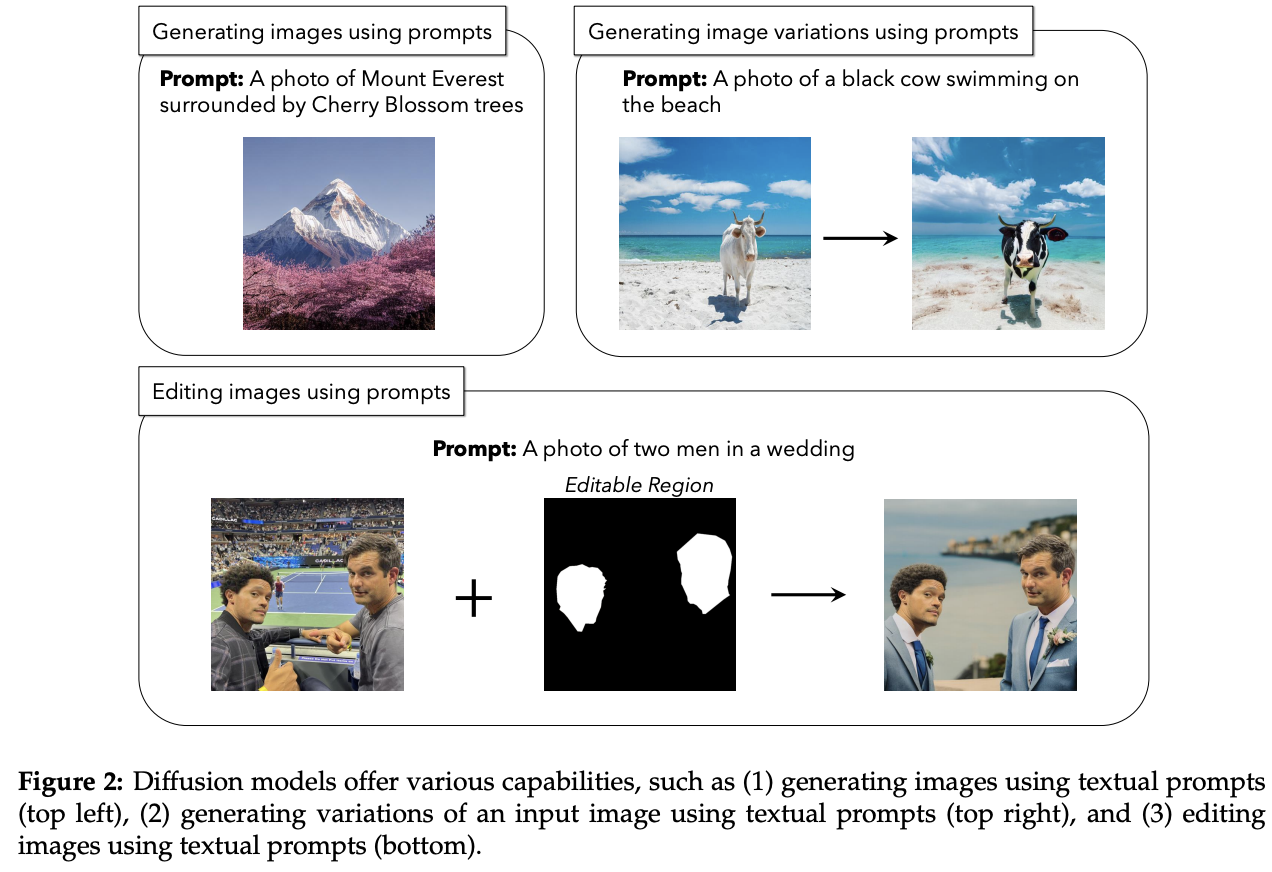 Generating images using prompts
Prompt: A photo of Mount Everest
surrounded by Cherry Blossom trees
Generating image variations using prompts
Prompt: A photo of a black cow swimming on
the beach
Editing images using prompts
Prompt: A photo of two men in a wedding
Editable Region
CADILLAC
CADILLAC
Figure 2: Diffusion models offer various capabilities, such as (1) generating images using textual prompts
(top left), (2) generating variations of an input image using textual prompts (top right), and (3) editing
images using textual prompts (bottom).